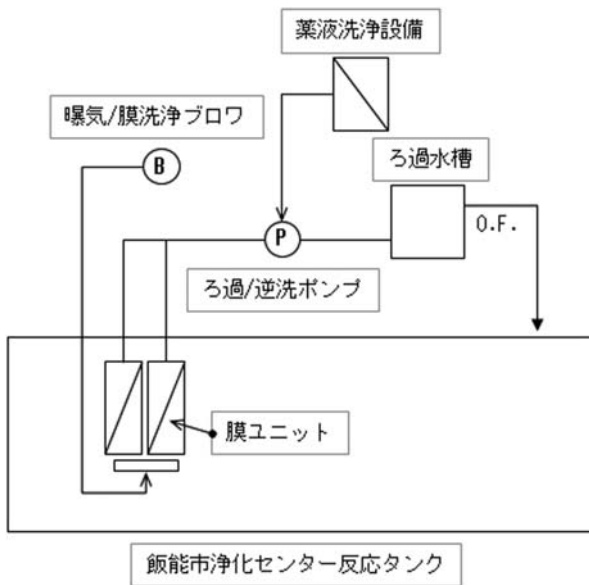 薬液洗浄設備
曝気/膜洗浄ブロワ
B
ろ過水槽
O.F.
P
ろ過/逆洗ポンプ
膜ユニット
飯能市浄化センター反応タンク